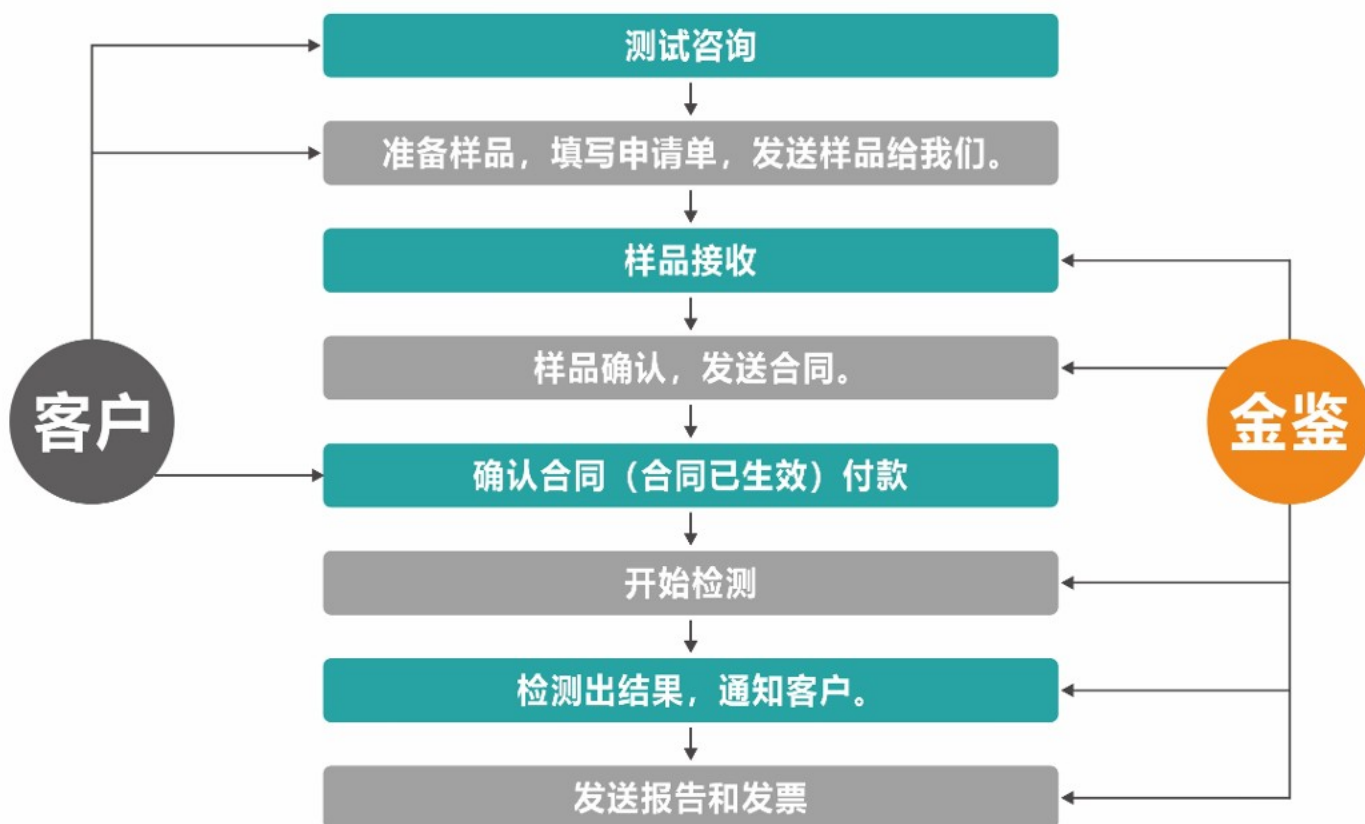 测试咨询
准备样品，填写申请单，发送样品给我们。
样品接收
样品确认，发送合同。
客户
金鉴
确认合同（合同已生效）付款
开始检测
检测出结果，通知客户。
发送报告和发票